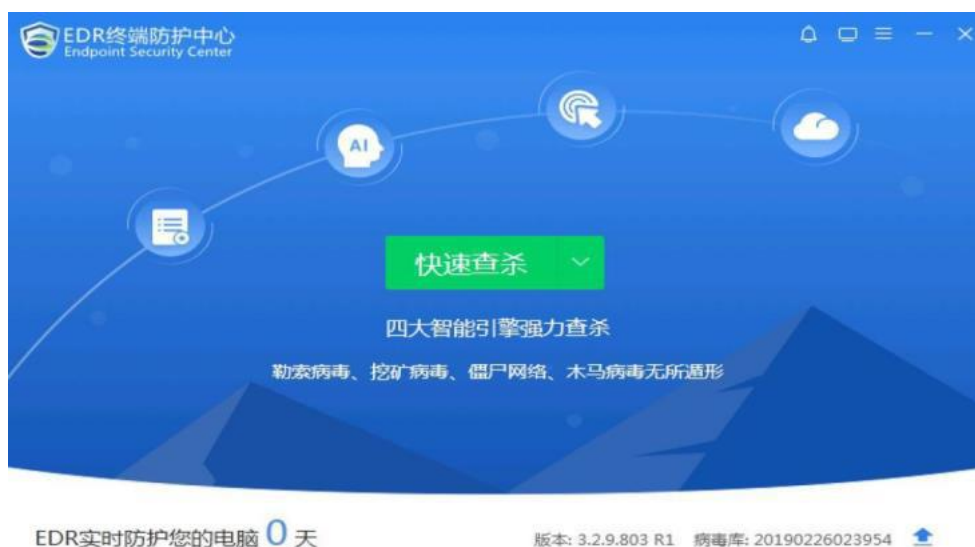 EDR终端防护中心
Endpoint Security Center
AI
快速查杀
四大智能引擎强力查杀
勒索病毒、挖矿病毒、僵尸网络、木马病毒无所遁形
EDR实时防护您的电脑 0 天
版本: 3.2.9.803 R1 病毒库: 20190226023954